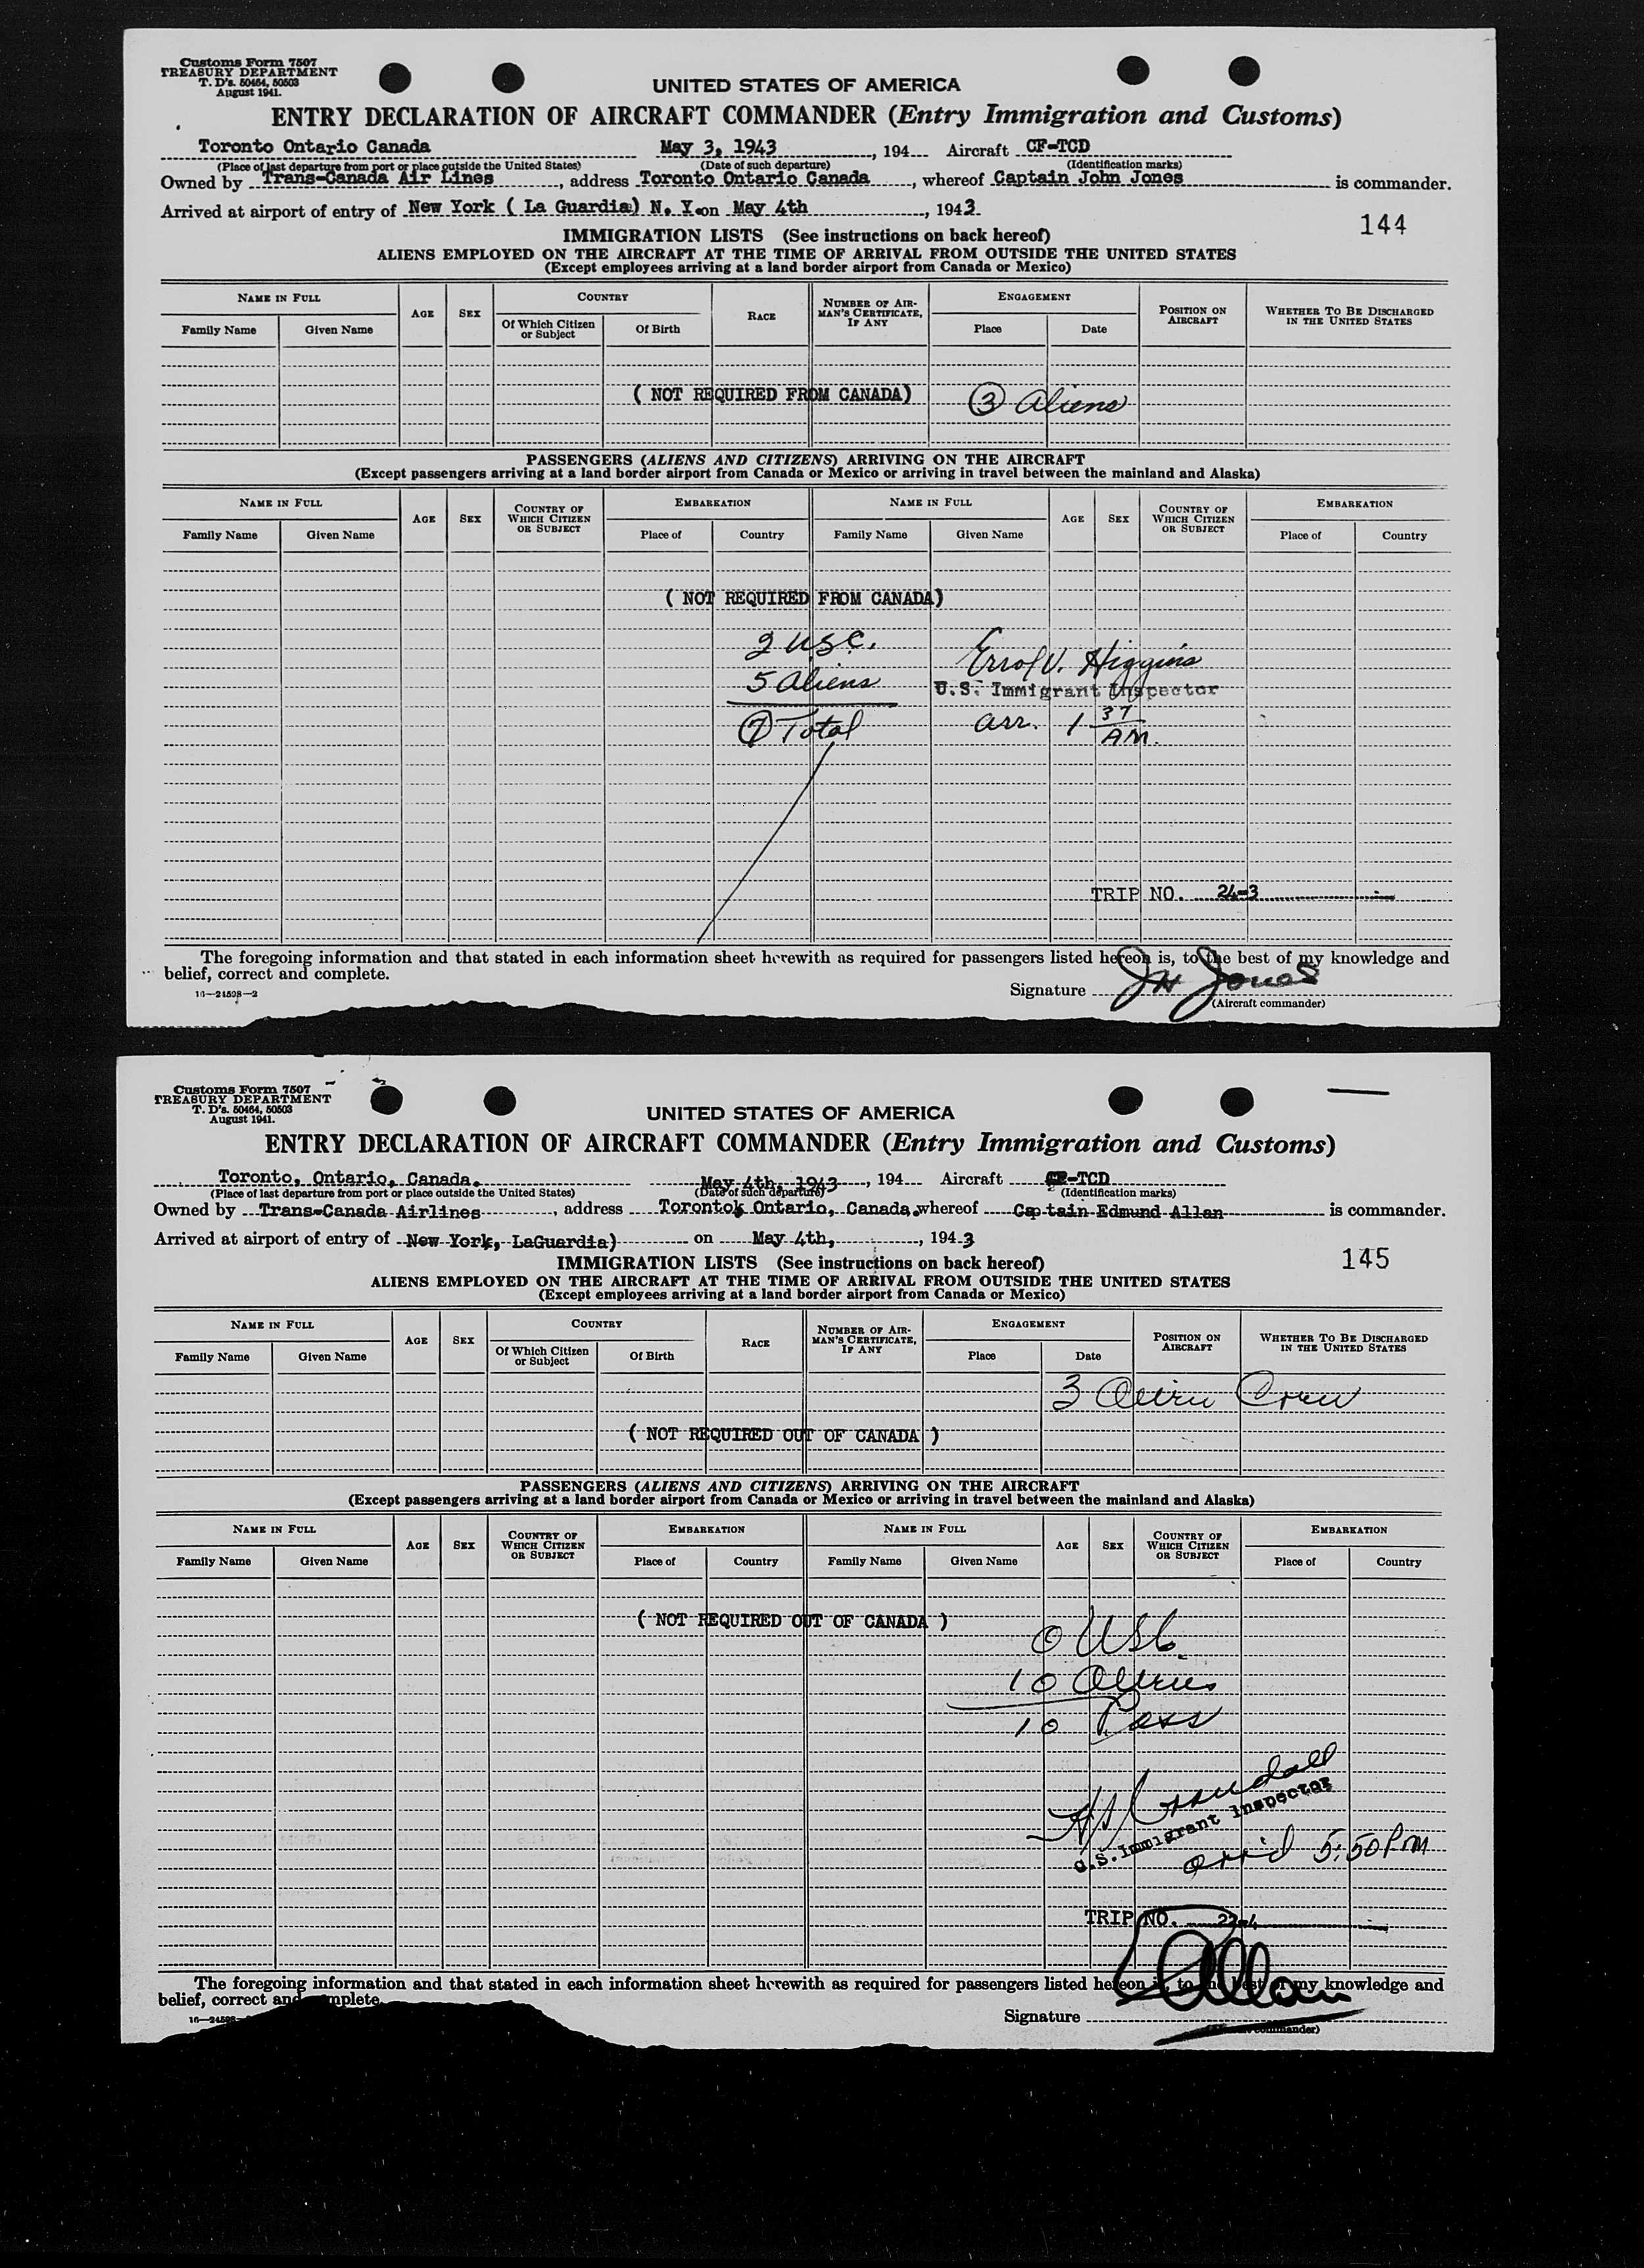 Customs Form 7507
TREASURY DEPARTMENT
T. D's. 50464, 50503
August 1941.
UNITED STATES OF AMERICA
ENTRY DECLARATION OF AIRCRAFT COMMANDER (Entry Immigration and Customs)
Toronto Ontario Canada May 3, 1943, 194 Aircraft CF-TCD
(Place of last departure from port or place outside the United States) (Date of such departure) (Identification marks)
Owned by Trans-Canada Air Lines, address Toronto Ontario Canada, whereof Captain John Jones is commander.
Arrived at airport of entry of New York ( La Guardia) N. Y. on May 4th, 1943.
144
IMMIGRATION LISTS (See instructions on back hereof)
ALIENS EMPLOYED ON THE AIRCRAFT AT THE TIME OF ARRIVAL FROM OUTSIDE THE UNITED STATES
(Except employees arriving at a land border airport from Canada or Mexico)
NAME IN FULL AGE SEX COUNTRY RACE NUMBER OF AIR-MAN'S CERTIFICATE, IF ANY ENGAGEMENT POSITION ON AIRCRAFT WHETHER TO BE DISCHARGED IN THE UNITED STATES
Family Name Given Name Of Which Citizen or Subject Of Birth Place Date
( NOT REQUIRED FROM CANADA) 3 Aliens
PASSENGERS (ALIENS AND CITIZENS) ARRIVING ON THE AIRCRAFT
(Except passengers arriving at a land border airport from Canada or Mexico or arriving in travel between the mainland and Alaska)
NAME IN FULL AGE SEX COUNTRY OF WHICH CITIZEN OR SUBJECT EMBARKATION NAME IN FULL AGE SEX COUNTRY OF WHICH CITIZEN OR SUBJECT EMBARKATION
Family Name Given Name Place of Country Family Name Given Name Place of Country
( NOT REQUIRED FROM CANADA)
2 USC. Errol V. Higgins
5 Aliens U.S. Immigrant Inspector
7 Total arr. 1 37 AM.
TRIP NO. 24-3
The foregoing information and that stated in each information sheet herewith as required for passengers listed hereon is, to the best of my knowledge and
belief, correct and complete.
16—24598—2
Signature JH Jones
(Aircraft commander)
Customs Form 7507
TREASURY DEPARTMENT
T. D's. 50464, 50503
August 1941.
UNITED STATES OF AMERICA
ENTRY DECLARATION OF AIRCRAFT COMMANDER (Entry Immigration and Customs)
Toronto, Ontario, Canada. May 4th, 1943, 194 Aircraft CF-TCD
(Place of last departure from port or place outside the United States) (Date of such departure) (Identification marks)
Owned by Trans-Canada Airlines, address Toronto, Ontario, Canada. whereof Captain Edmund Allan is commander.
Arrived at airport of entry of New York, LaGuardia) on May 4th, , 1943
145
IMMIGRATION LISTS (See instructions on back hereof)
ALIENS EMPLOYED ON THE AIRCRAFT AT THE TIME OF ARRIVAL FROM OUTSIDE THE UNITED STATES
(Except employees arriving at a land border airport from Canada or Mexico)
NAME IN FULL AGE SEX COUNTRY RACE NUMBER OF AIR-MAN'S CERTIFICATE, IF ANY ENGAGEMENT POSITION ON AIRCRAFT WHETHER TO BE DISCHARGED IN THE UNITED STATES
Family Name Given Name Of Which Citizen or Subject Of Birth Place Date
3 Alien Crew
( NOT REQUIRED OUT OF CANADA )
PASSENGERS (ALIENS AND CITIZENS) ARRIVING ON THE AIRCRAFT
(Except passengers arriving at a land border airport from Canada or Mexico or arriving in travel between the mainland and Alaska)
NAME IN FULL AGE SEX COUNTRY OF WHICH CITIZEN OR SUBJECT EMBARKATION NAME IN FULL AGE SEX COUNTRY OF WHICH CITIZEN OR SUBJECT EMBARKATION
Family Name Given Name Place of Country Family Name Given Name Place of Country
( NOT REQUIRED OUT OF CANADA )
0 USC
10 Aliens
10 Pass
Crandall
U.S. Immigrant Inspector
arrid 5:50 PM
TRIP NO.
The foregoing information and that stated in each information sheet herewith as required for passengers listed hereon is, to the best of my knowledge and
belief, correct and complete.
16—24598
Signature Allan